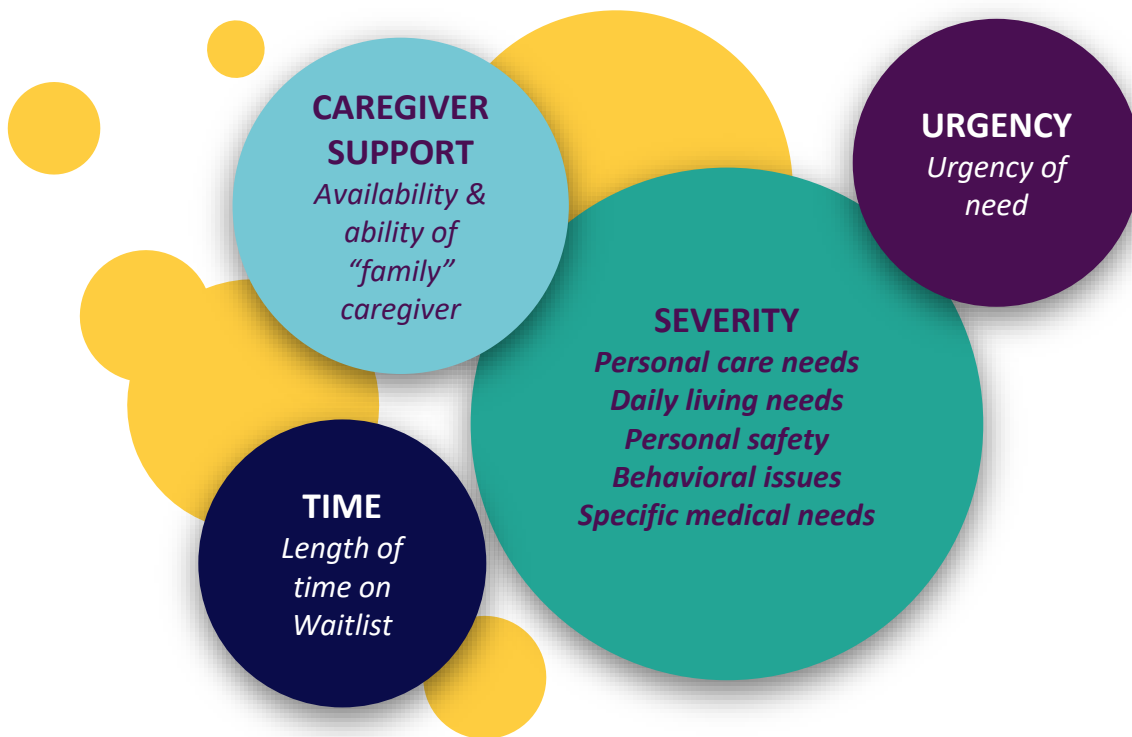 CAREGIVER
SUPPORT
Availability &
ability of
“family”
caregiver
URGENCY
Urgency of
need
SEVERITY
Personal care needs
Daily living needs
Personal safety
Behavioral issues
Specific medical needs
TIME
Length of
time on
Waitlist